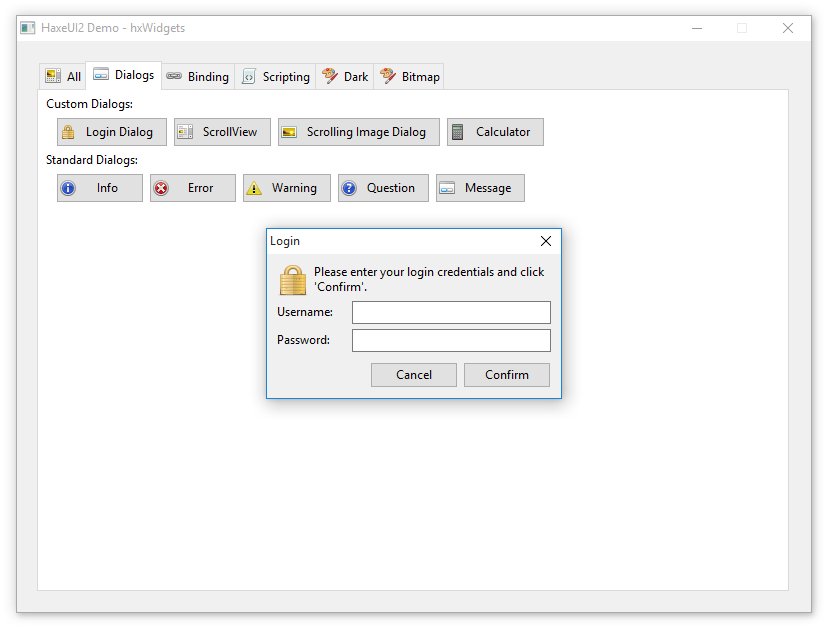 HaxeUI2 Demo - hxWidgets
All Dialogs Binding Scripting Dark Bitmap
Custom Dialogs:
Login Dialog ScrollView Scrolling Image Dialog Calculator
Standard Dialogs:
Info Error Warning Question Message
Login
Please enter your login credentials and click
'Confirm'.
Username:
Password:
Cancel Confirm